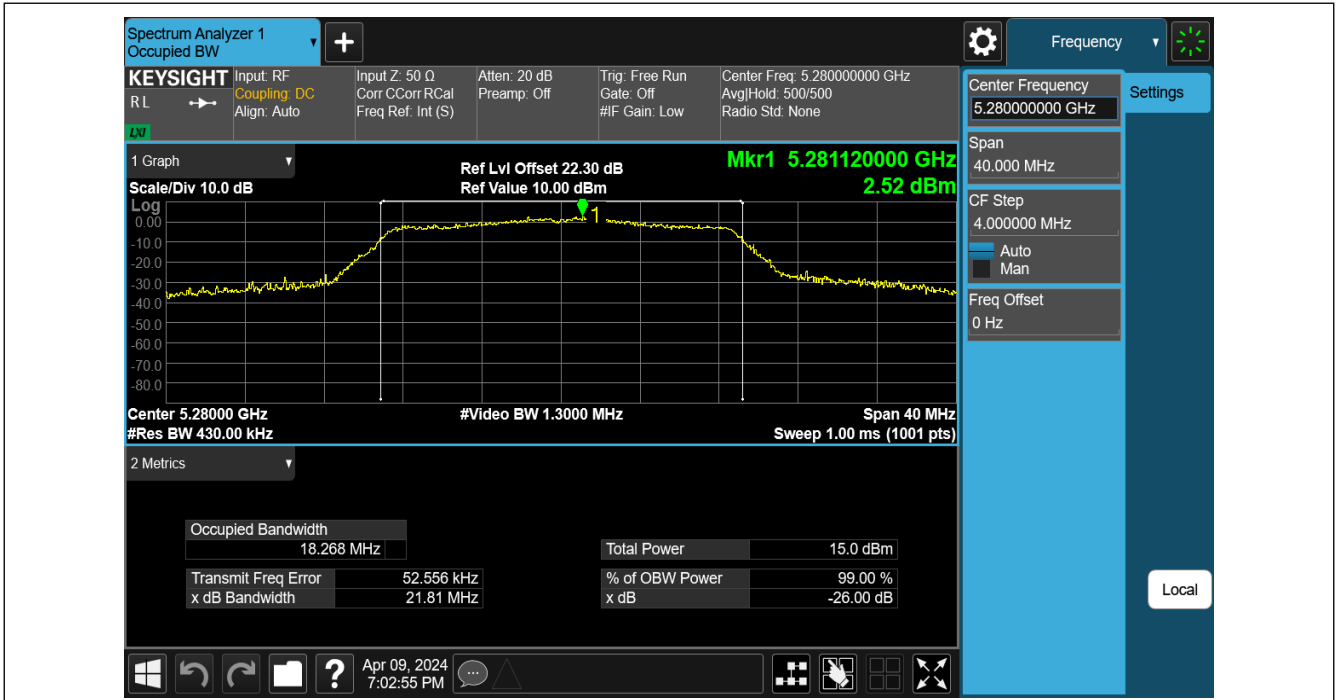 Spectrum Analyzer 1
Occupied BW
Frequency
KEYSIGHT
RL
LXI
Input: RF
Coupling: DC
Align: Auto
Input Z: 50 Ω
Corr CCorr RCal
Freq Ref: Int (S)
Atten: 20 dB
Preamp: Off
Trig: Free Run
Gate: Off
#IF Gain: Low
Center Freq: 5.280000000 GHz
Avg|Hold: 500/500
Radio Std: None
Center Frequency
5.280000000 GHz
Settings
Span
40.000 MHz
CF Step
4.000000 MHz
Auto
Man
Freq Offset
0 Hz
1 Graph
Scale/Div 10.0 dB
Ref Lvl Offset 22.30 dB
Ref Value 10.00 dBm
Mkr1 5.281120000 GHz
2.52 dBm
Log
0.00
-10.0
-20.0
-30.0
-40.0
-50.0
-60.0
-70.0
-80.0
1
Center 5.28000 GHz
#Res BW 430.00 kHz
#Video BW 1.3000 MHz
Span 40 MHz
Sweep 1.00 ms (1001 pts)
2 Metrics
Occupied Bandwidth
18.268 MHz
Total Power 15.0 dBm
Transmit Freq Error 52.556 kHz
% of OBW Power 99.00 %
x dB Bandwidth 21.81 MHz
x dB -26.00 dB
Local
?
Apr 09, 2024
7:02:55 PM